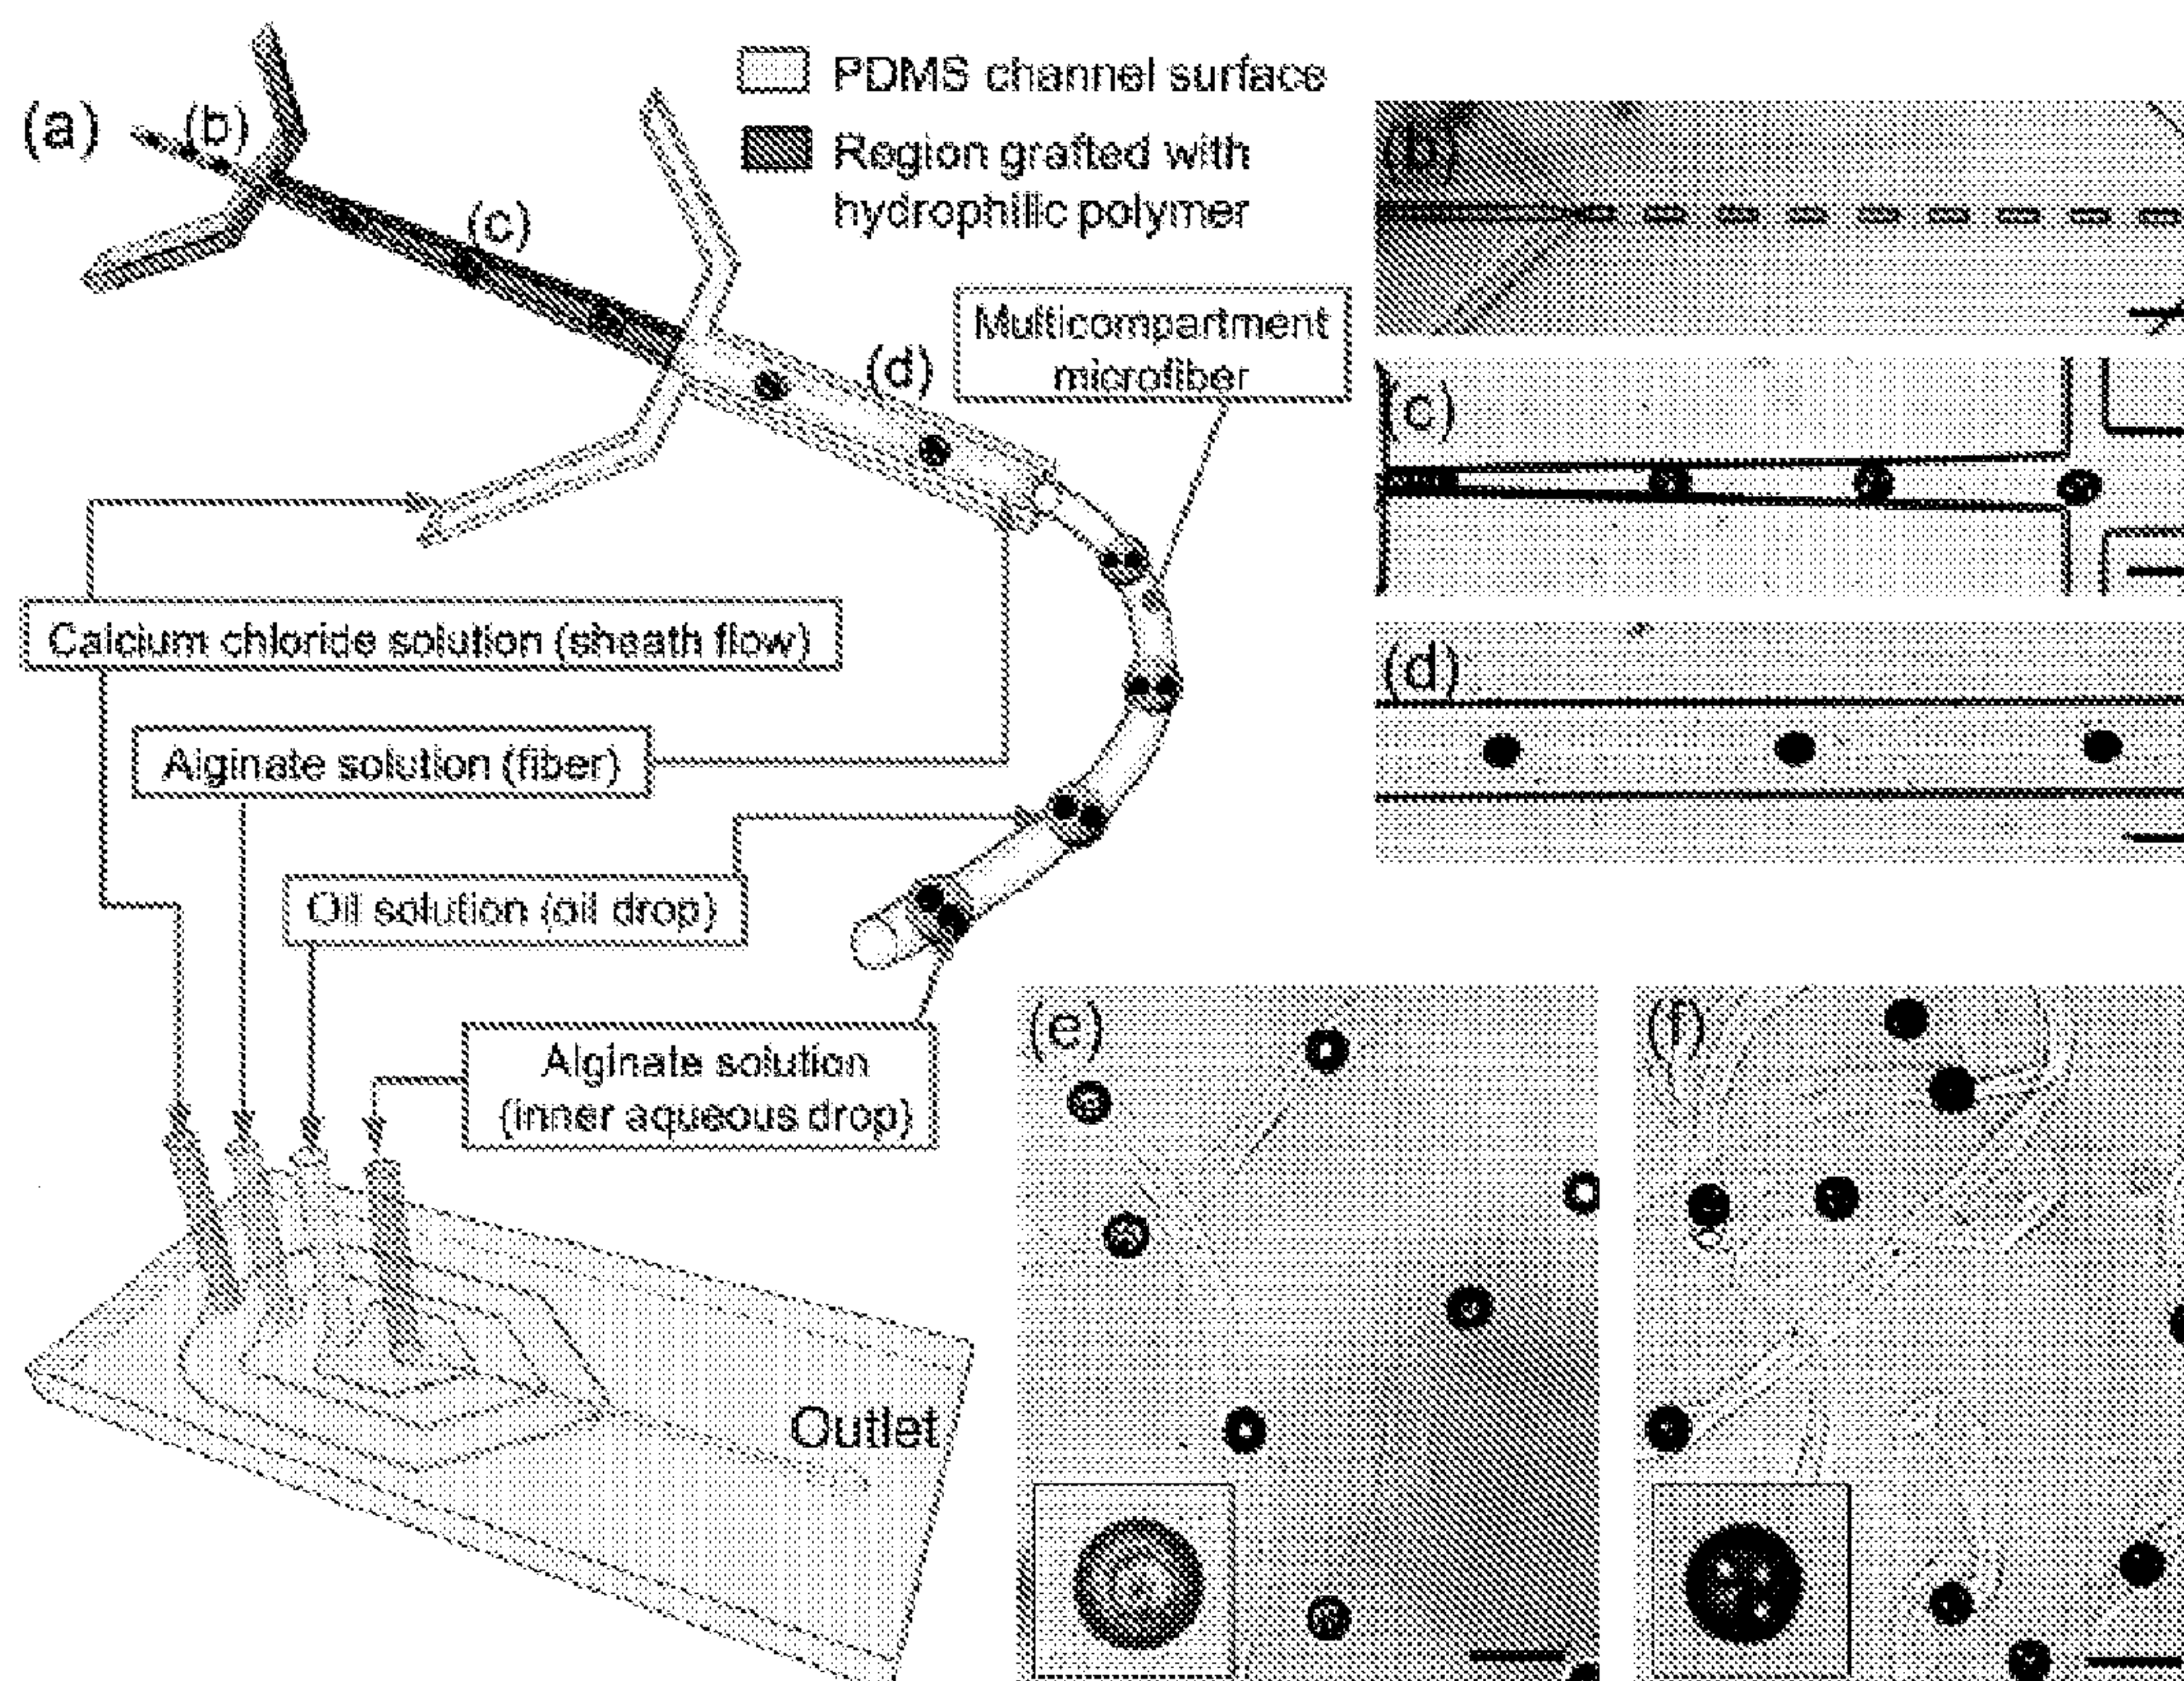 (a)
(b)
PDMS channel surface
Region grafted with
hydrophilic polymer
(c)
(d)
Multicompartment
microfiber
Calcium chloride solution (sheath flow)
Alginate solution (fiber)
Oil solution (oil drop)
Alginate solution
(inner aqueous drop)
Outlet
(b)
(c)
(d)
(e)
(f)